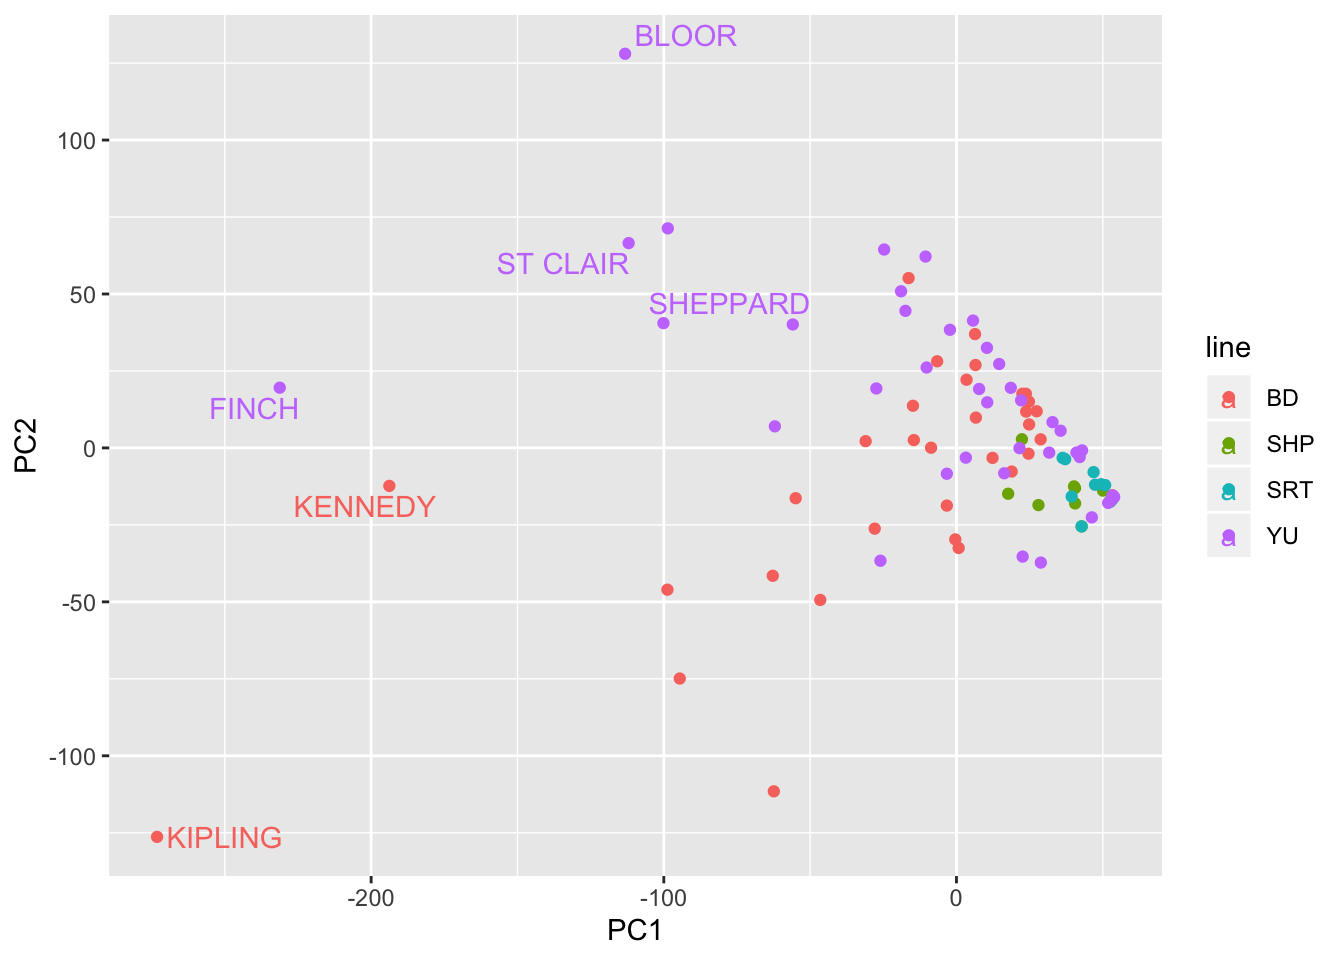 BLOOR
100
ST CLAIR
50
SHEPPARD
FINCH
0
KENNEDY
-50
-100
KIPLING
-200
-100
0
PC1
PC2
line
a BD
a SHP
a SRT
a YU